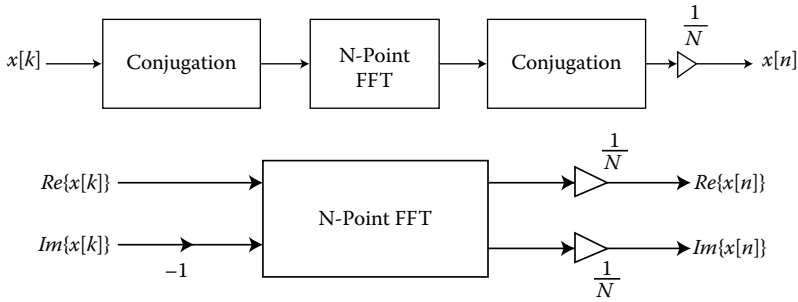 1
N
x[k] Conjugation N-Point Conjugation x[n]
FFT
1
N
Re{x[k]} Re{x[n]}
N-Point FFT
Im{x[k]} Im{x[n]}
−1
1
N